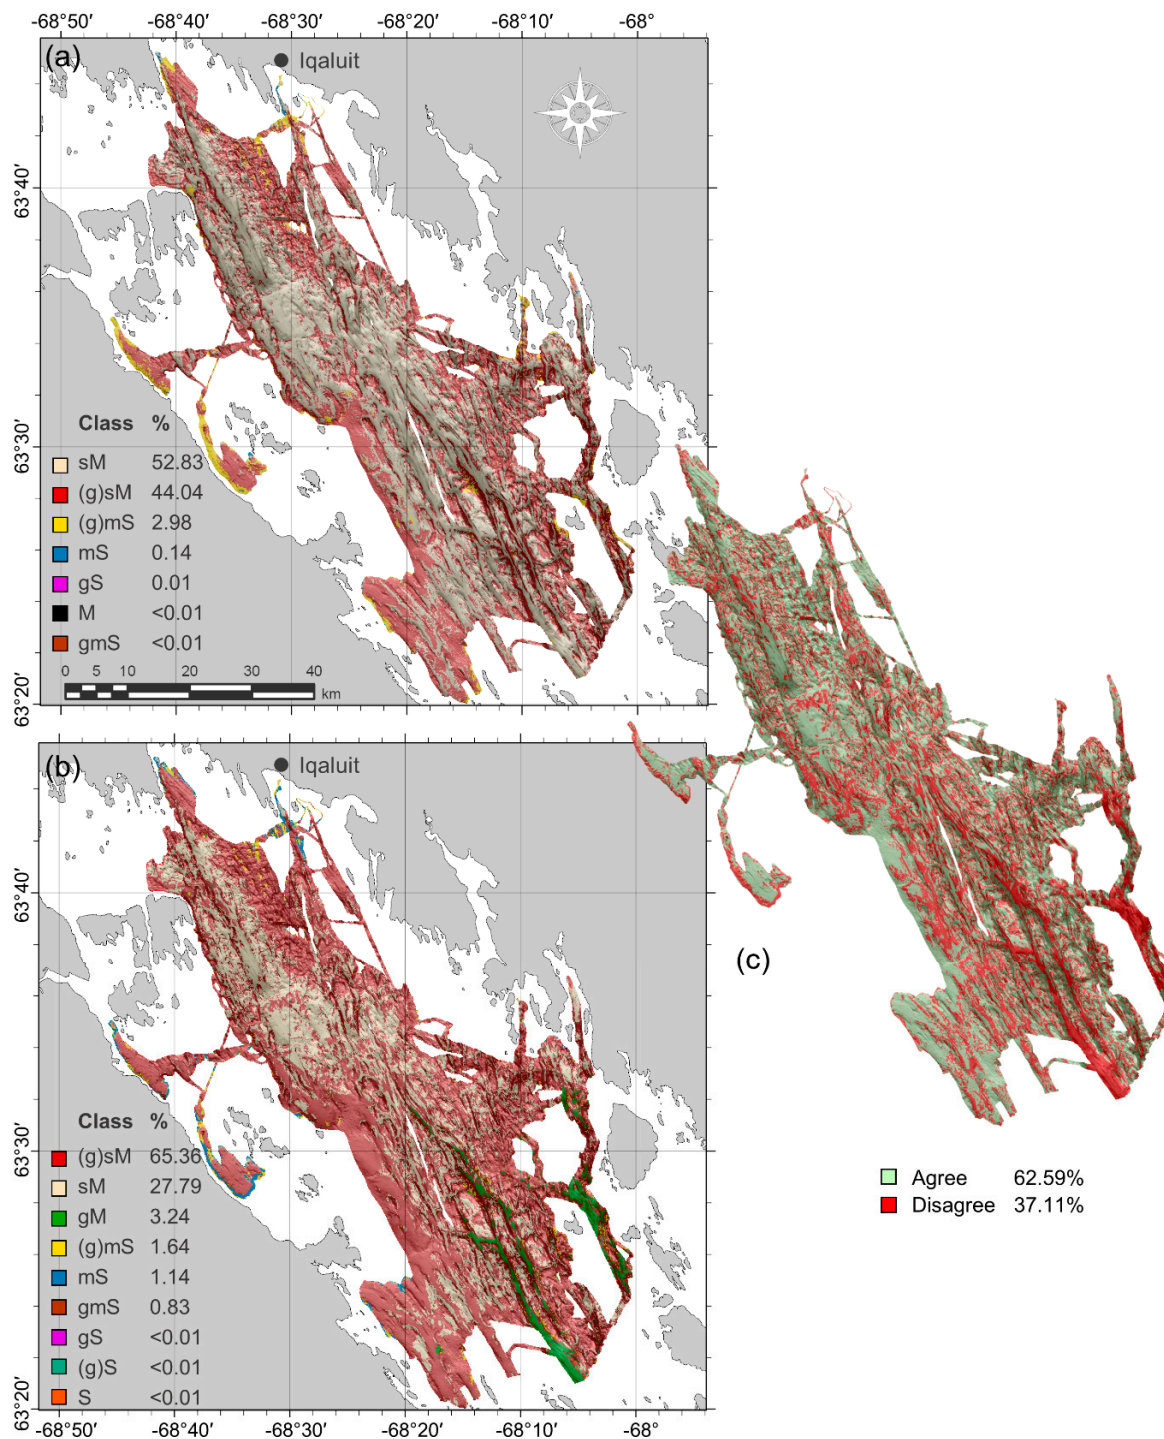 -68°50' -68°40' -68°30' -68°20' -68°10' -68°
(a)
Iqaluit
63°40'
63°30'
63°20'
Class %
sM 52.83
(g)sM 44.04
(g)mS 2.98
mS 0.14
gS 0.01
M <0.01
gmS <0.01
0 5 10 20 30 40
km
(b)
Iqaluit
63°40'
63°30'
63°20'
Class %
(g)sM 65.36
sM 27.79
gM 3.24
(g)mS 1.64
mS 1.14
gmS 0.83
gS <0.01
(g)S <0.01
S <0.01
-68°50' -68°40' -68°30' -68°20' -68°10' -68°
(c)
Agree 62.59%
Disagree 37.11%